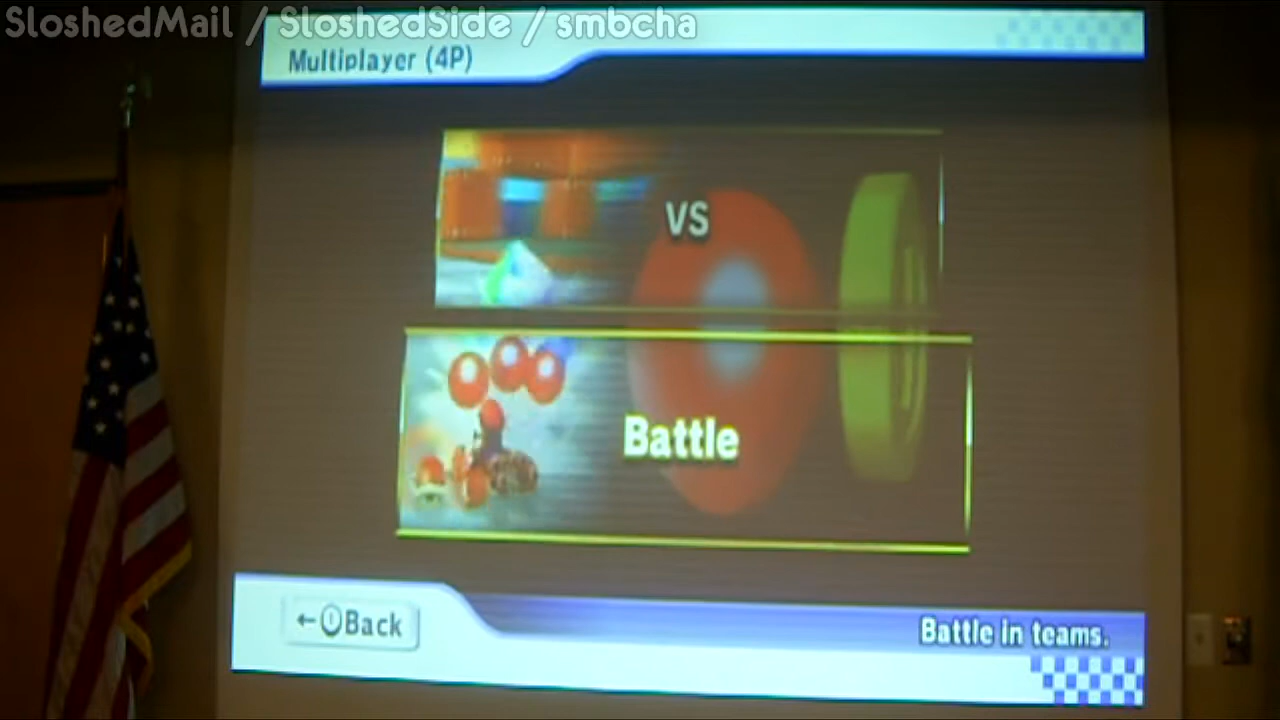 SloshedMail / SloshedSide / smbcha
Multiplayer (4P)
VS
Battle
←Back
Battle in teams.